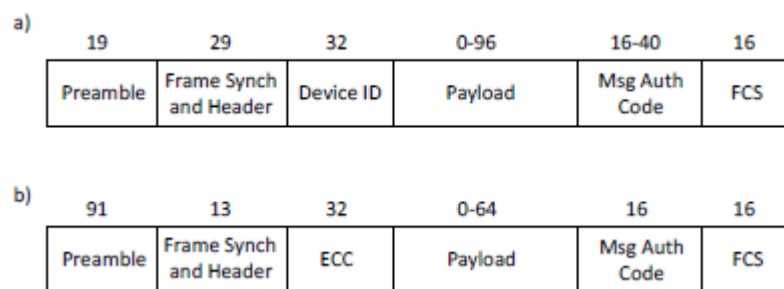 a)
19 29 32 0-96 16-40 16
Preamble Frame Synch and Header Device ID Payload Msg Auth Code FCS
b)
91 13 32 0-64 16 16
Preamble Frame Synch and Header ECC Payload Msg Auth Code FCS